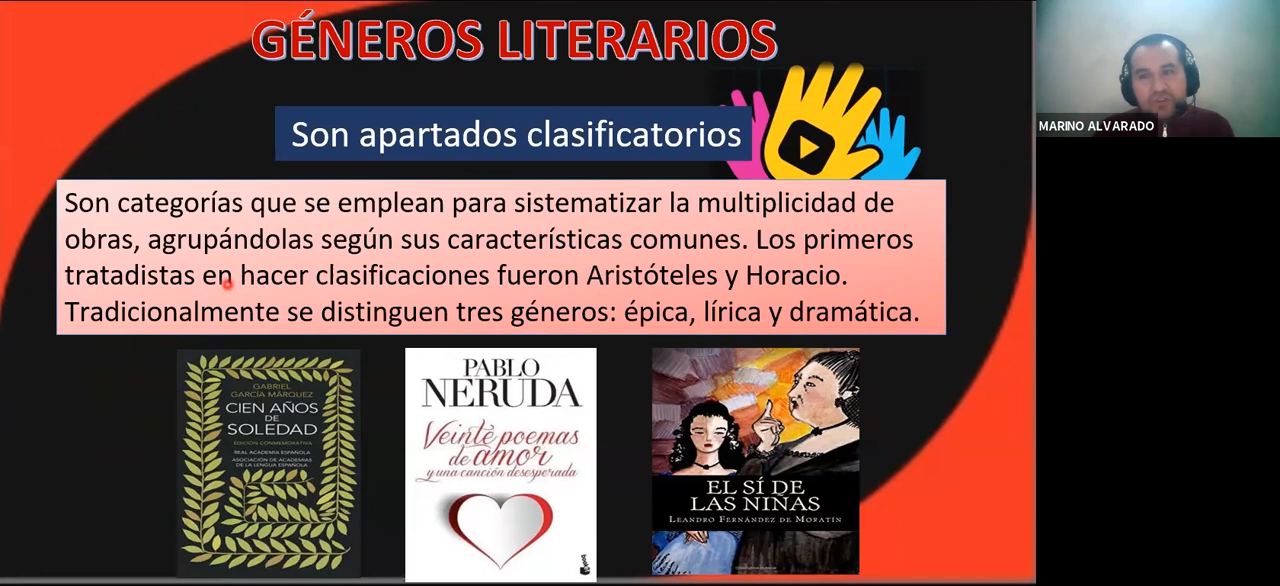 GÉNEROS LITERARIOS
Son apartados clasificatorios
Son categorías que se emplean para sistematizar la multiplicidad de
obras, agrupándolas según sus características comunes. Los primeros
tratadistas en hacer clasificaciones fueron Aristóteles y Horacio.
Tradicionalmente se distinguen tres géneros: épica, lírica y dramática.
GABRIEL
GARCÍA MÁRQUEZ
CIEN AÑOS
DE
SOLEDAD
EDICIÓN CONMEMORATIVA
REAL ACADEMIA ESPAÑOLA
ASOCIACIÓN DE ACADEMIAS
DE LA LENGUA ESPAÑOLA
PABLO
NERUDA
Veinte poemas
de amor
y una canción desesperada
Booket
EL SÍ DE
LAS NIÑAS
LEANDRO FERNÁNDEZ DE MORATÍN
MARINO ALVARADO